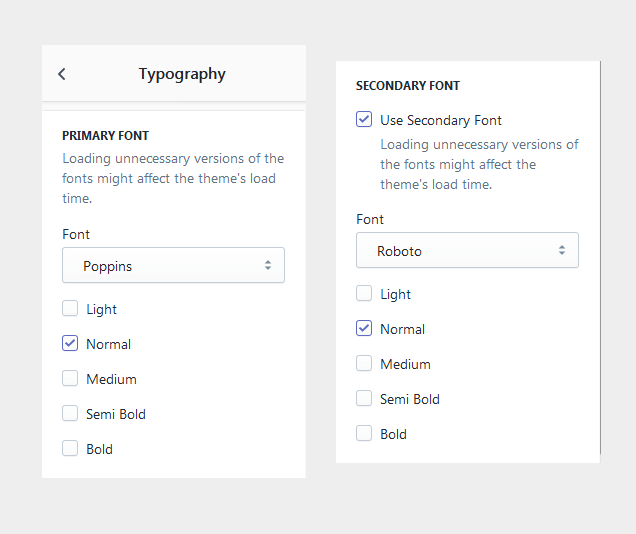 Typography
PRIMARY FONT
Loading unnecessary versions of the
fonts might affect the theme's load
time.
Font
Poppins
Light
Normal
Medium
Semi Bold
Bold
SECONDARY FONT
Use Secondary Font
Loading unnecessary versions of
the fonts might affect the
theme's load time.
Font
Roboto
Light
Normal
Medium
Semi Bold
Bold